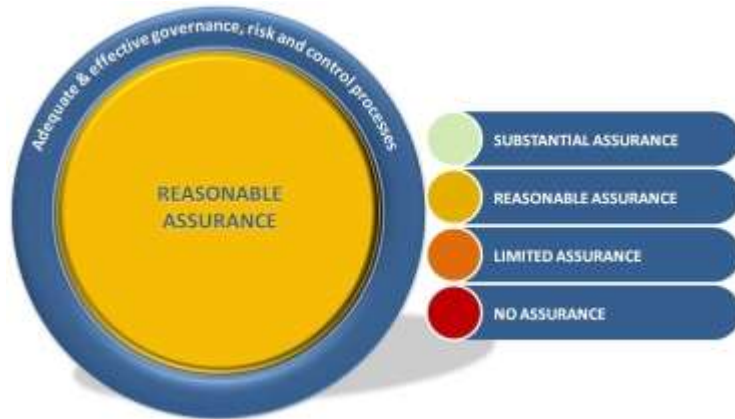 Adequate & effective governance, risk and control processes
REASONABLE
ASSURANCE
SUBSTANTIAL ASSURANCE
REASONABLE ASSURANCE
LIMITED ASSURANCE
NO ASSURANCE